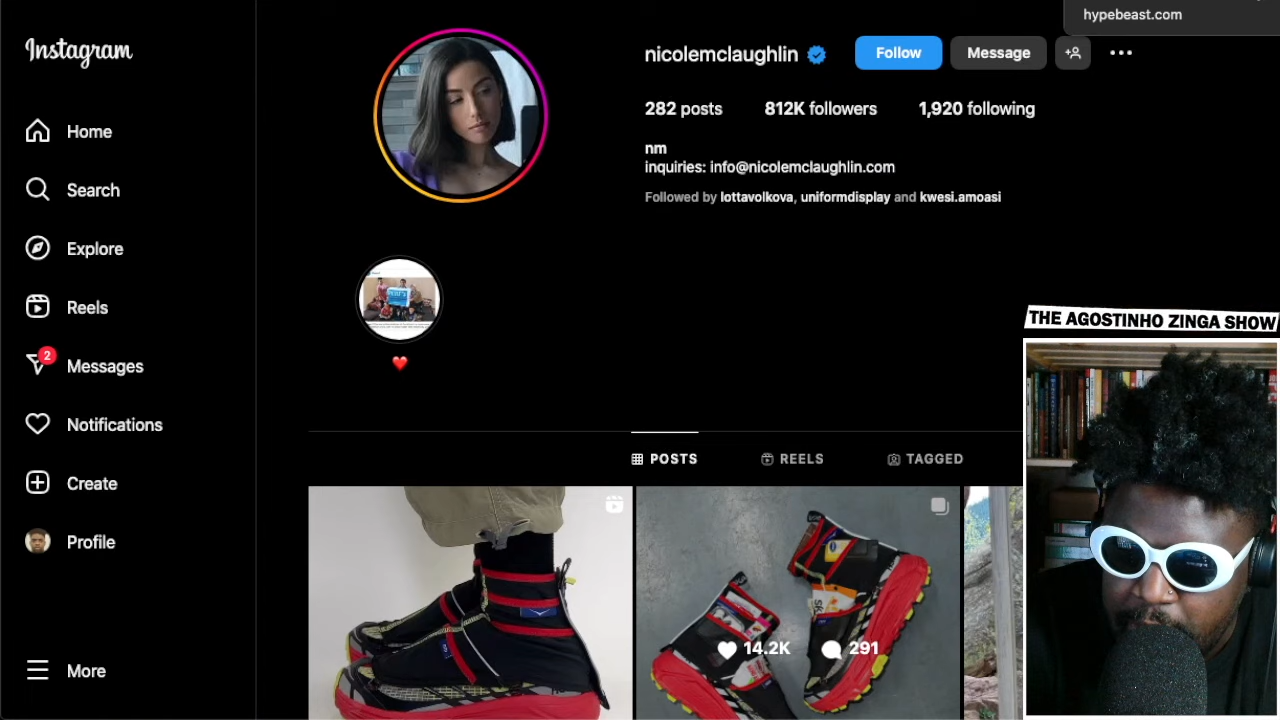 hypebeast.com
Instagram
nicolemclaughlin Follow Message
282 posts 812K followers 1,920 following
nm
inquiries: info@nicolemclaughlin.com
Followed by lottavolkova, uniformdisplay and kwesi.amoasi
Home
Search
Explore
Reels
2
Messages
Notifications
Create
Profile
More
❤️
POSTS REELS TAGGED
14.2K 291
THE AGOSTINHO ZINGA SHOW